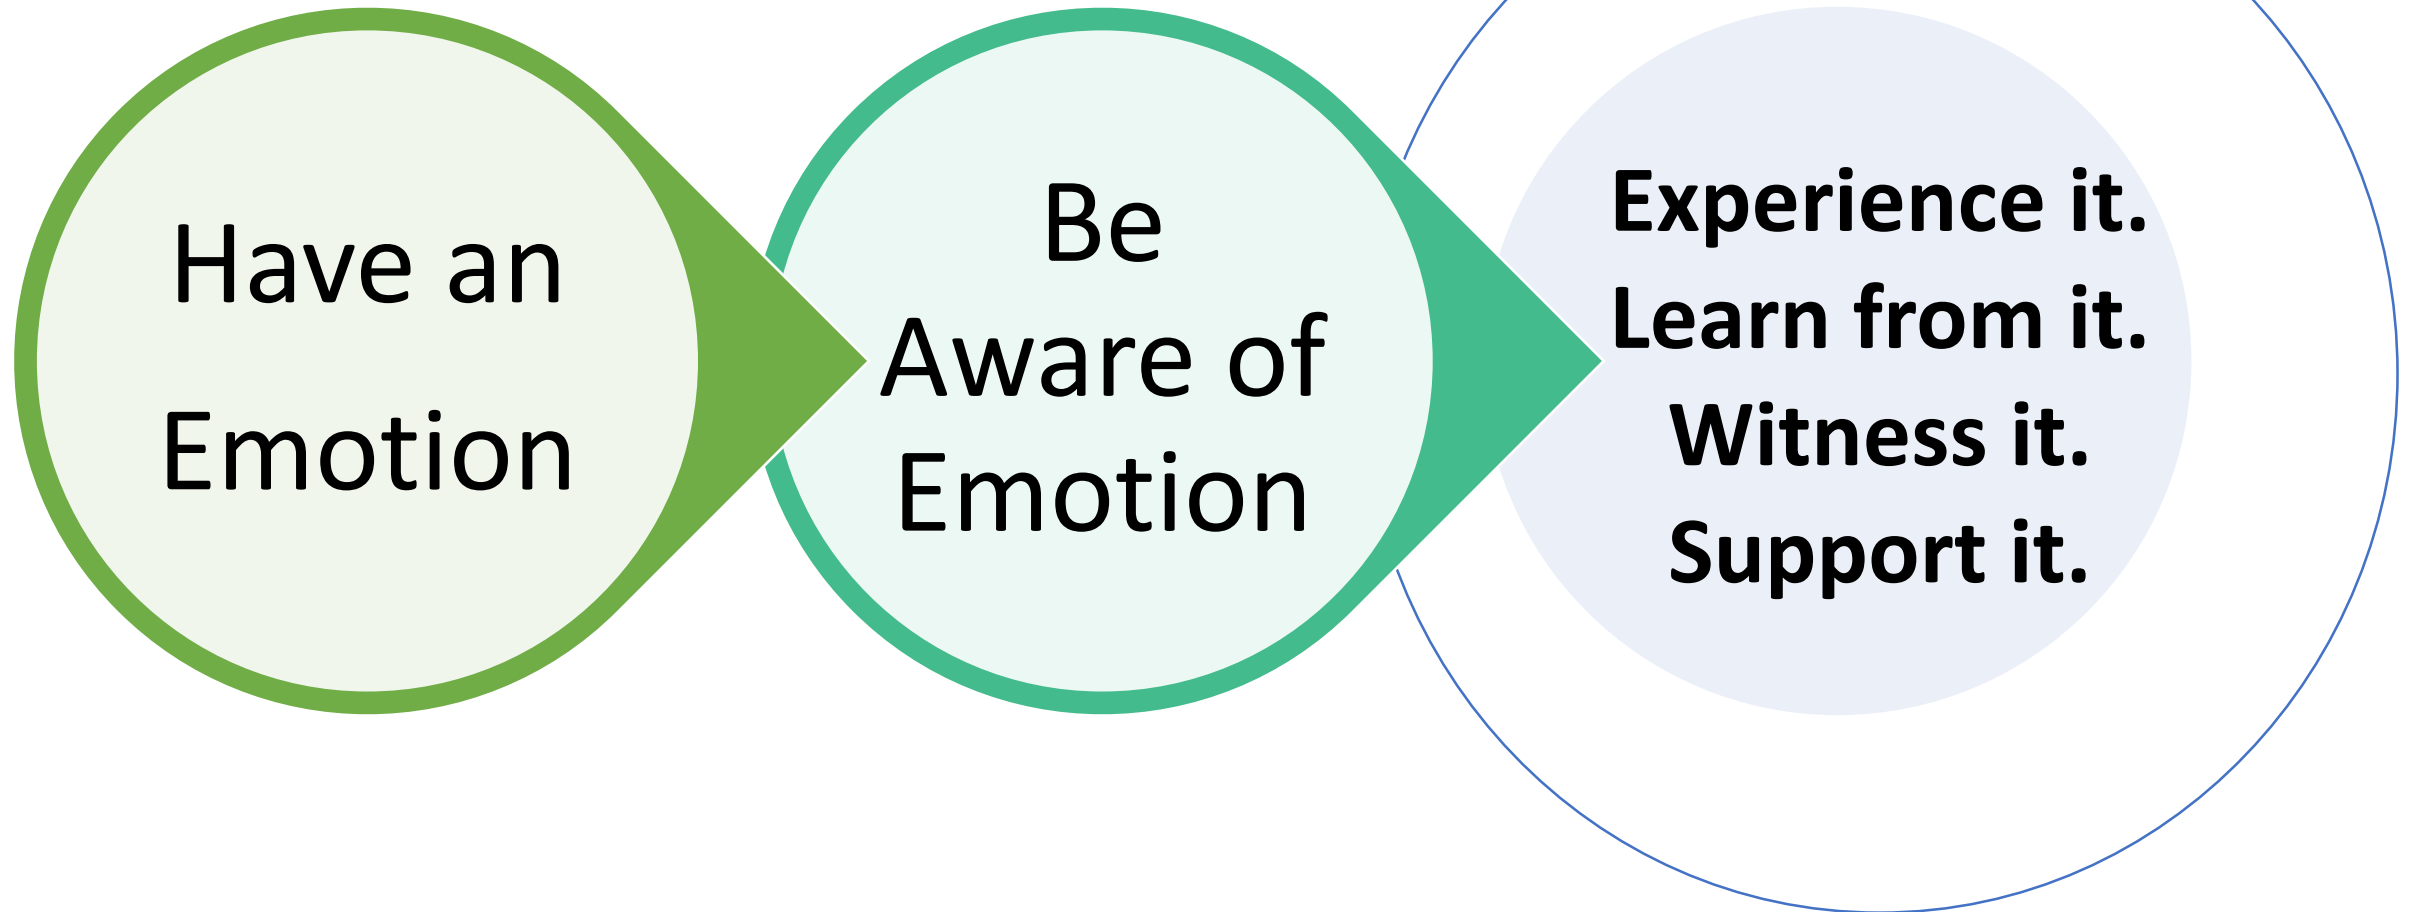 Have an
Emotion
Be
Aware of
Emotion
Experience it.
Learn from it.
Witness it.
Support it.